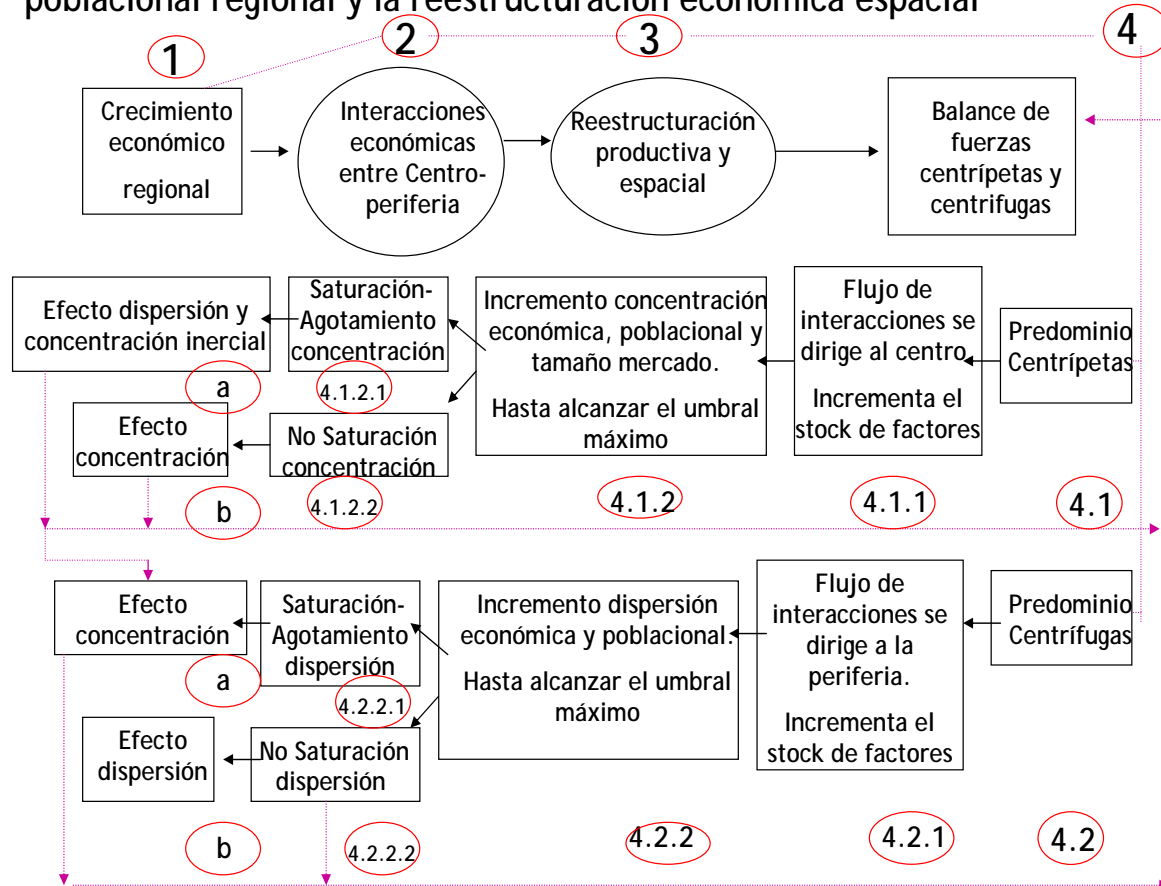 poblacional regional y la reestructuración económica espacial
1
2
3
4
Crecimiento
económico
regional
Interacciones
económicas
entre Centro-
periferia
Reestructuración
productiva y
espacial
Balance de
fuerzas
centrípetas y
centrifugas
Efecto dispersión y
concentración inercial
Saturación-
Agotamiento
concentración
Incremento concentración
económica, poblacional y
tamaño mercado.
Hasta alcanzar el umbral
máximo
Flujo de
interacciones se
dirige al centro.
Incrementa el
stock de factores
Predominio
Centrípetas
a
4.1.2.1
Efecto
concentración
No Saturación
concentración
b
4.1.2.2
4.1.2
4.1.1
4.1
Efecto
concentración
Saturación-
Agotamiento
dispersión
Incremento dispersión
económica y poblacional.
Hasta alcanzar el umbral
máximo
Flujo de
interacciones se
dirige a la
periferia.
Incrementa el
stock de factores
Predominio
Centrífugas
a
4.2.2.1
Efecto
dispersión
No Saturación
dispersión
b
4.2.2.2
4.2.2
4.2.1
4.2